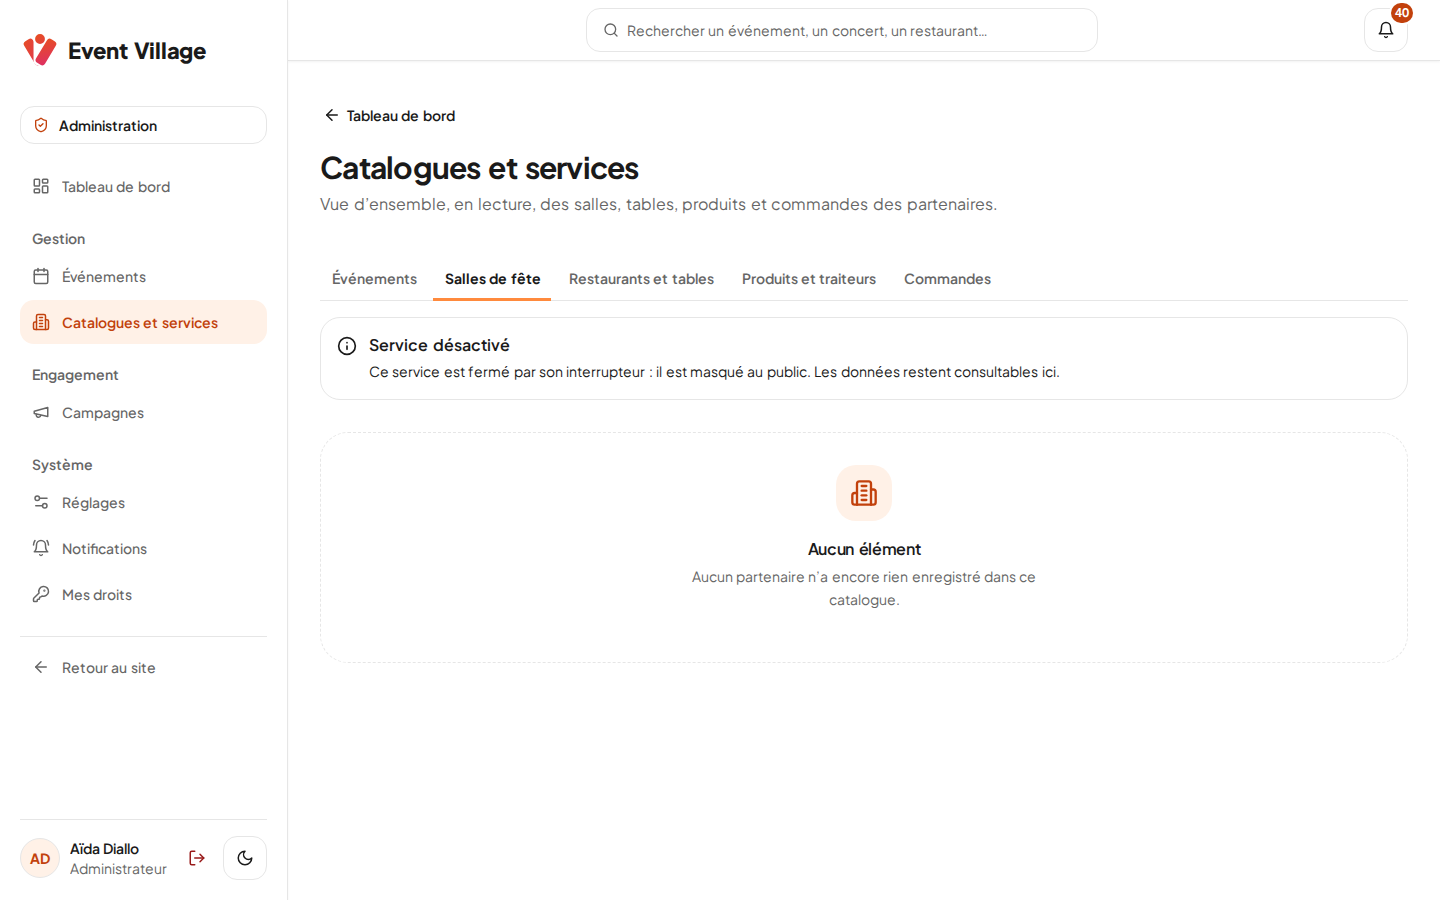 Event Village
Rechercher un événement, un concert, un restaurant...
40
Administration
Tableau de bord
Gestion
Événements
Catalogues et services
Engagement
Campagnes
Système
Réglages
Notifications
Mes droits
Retour au site
AD
Aïda Diallo
Administrateur
Tableau de bord
Catalogues et services
Vue d’ensemble, en lecture, des salles, tables, produits et commandes des partenaires.
Événements Salles de fête Restaurants et tables Produits et traiteurs Commandes
Service désactivé
Ce service est fermé par son interrupteur : il est masqué au public. Les données restent consultables ici.
Aucun élément
Aucun partenaire n’a encore rien enregistré dans ce
catalogue.